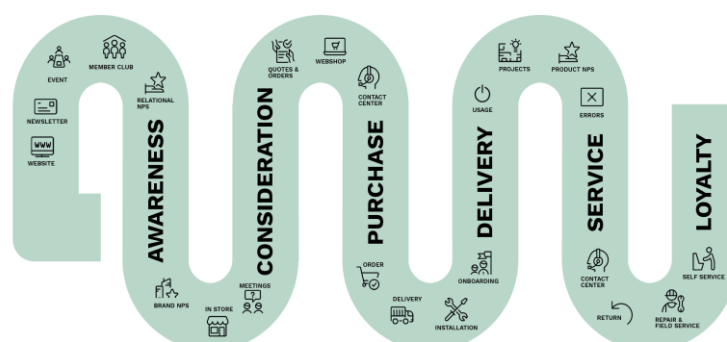 WEBSITE
WWW
NEWSLETTER
EVENT
MEMBER CLUB
RELATIONAL
NPS
AWARENESS
BRAND NPS
IN STORE
MEETINGS
?
CONSIDERATION
QUOTES &
ORDERS
WEBSHOP
CONTACT
CENTER
PURCHASE
ORDER
DELIVERY
INSTALLATION
ONBOARDING
DELIVERY
USAGE
PROJECTS
PRODUCT NPS
ERRORS
SERVICE
CONTACT
CENTER
RETURN
REPAIR &
FIELD SERVICE
SELF SERVICE
LOYALTY